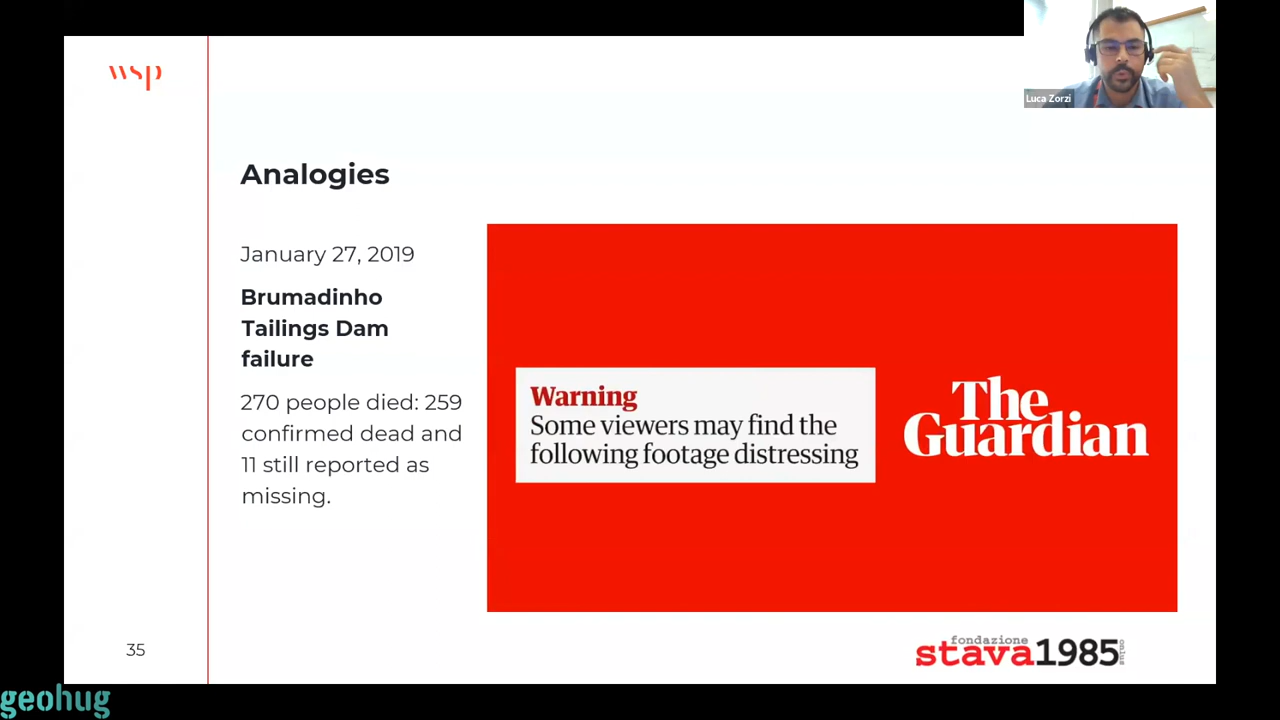 wsp
Luca Zorzi
Analogies
January 27, 2019
Brumadinho
Tailings Dam
failure
270 people died: 259
confirmed dead and
11 still reported as
missing.
Warning
Some viewers may find the
following footage distressing
The
Guardian
35
fondazione
stava1985
onlus
geohug